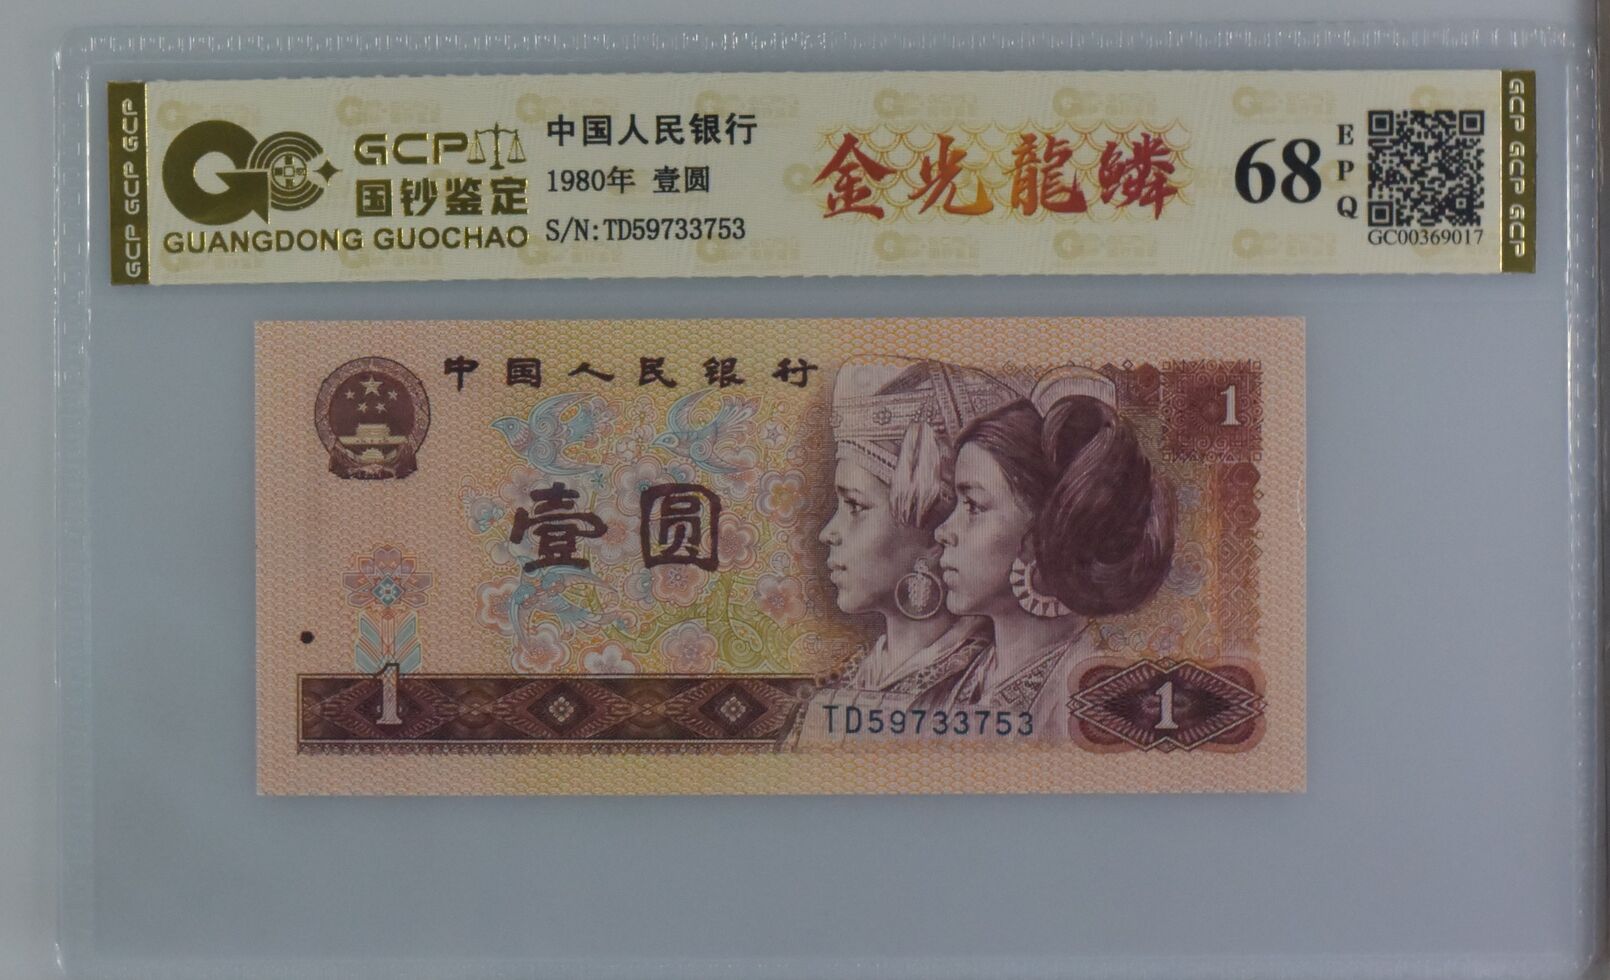 GCP GCP GCP
GCP
国钞鉴定
GUANGDONG GUOCHAO
中国人民银行
1980年 壹圆
S/N:TD59733753
金光龍鳞
68
EPQ
GC00369017
GCP GCP GCP
中国人民银行
1
壹圆
1
TD59733753
1